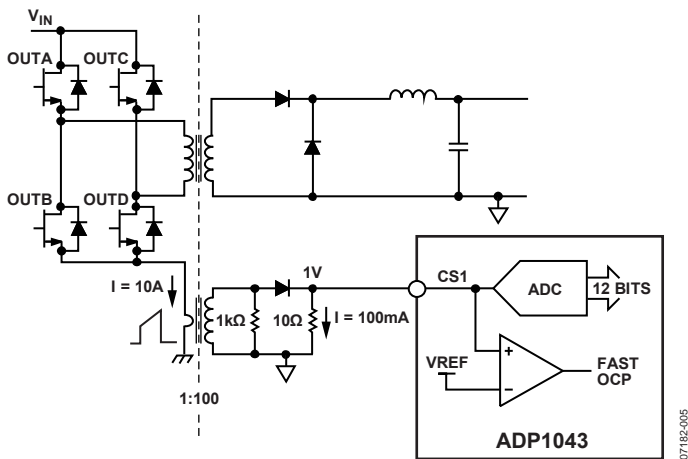 VIN
OUTA
OUTC
OUTB
OUTD
I = 10A
1kΩ
10Ω
1V
I = 100mA
1:100
CS1
ADC
12 BITS
VREF
+
–
FAST
OCP
ADP1043
07182-005